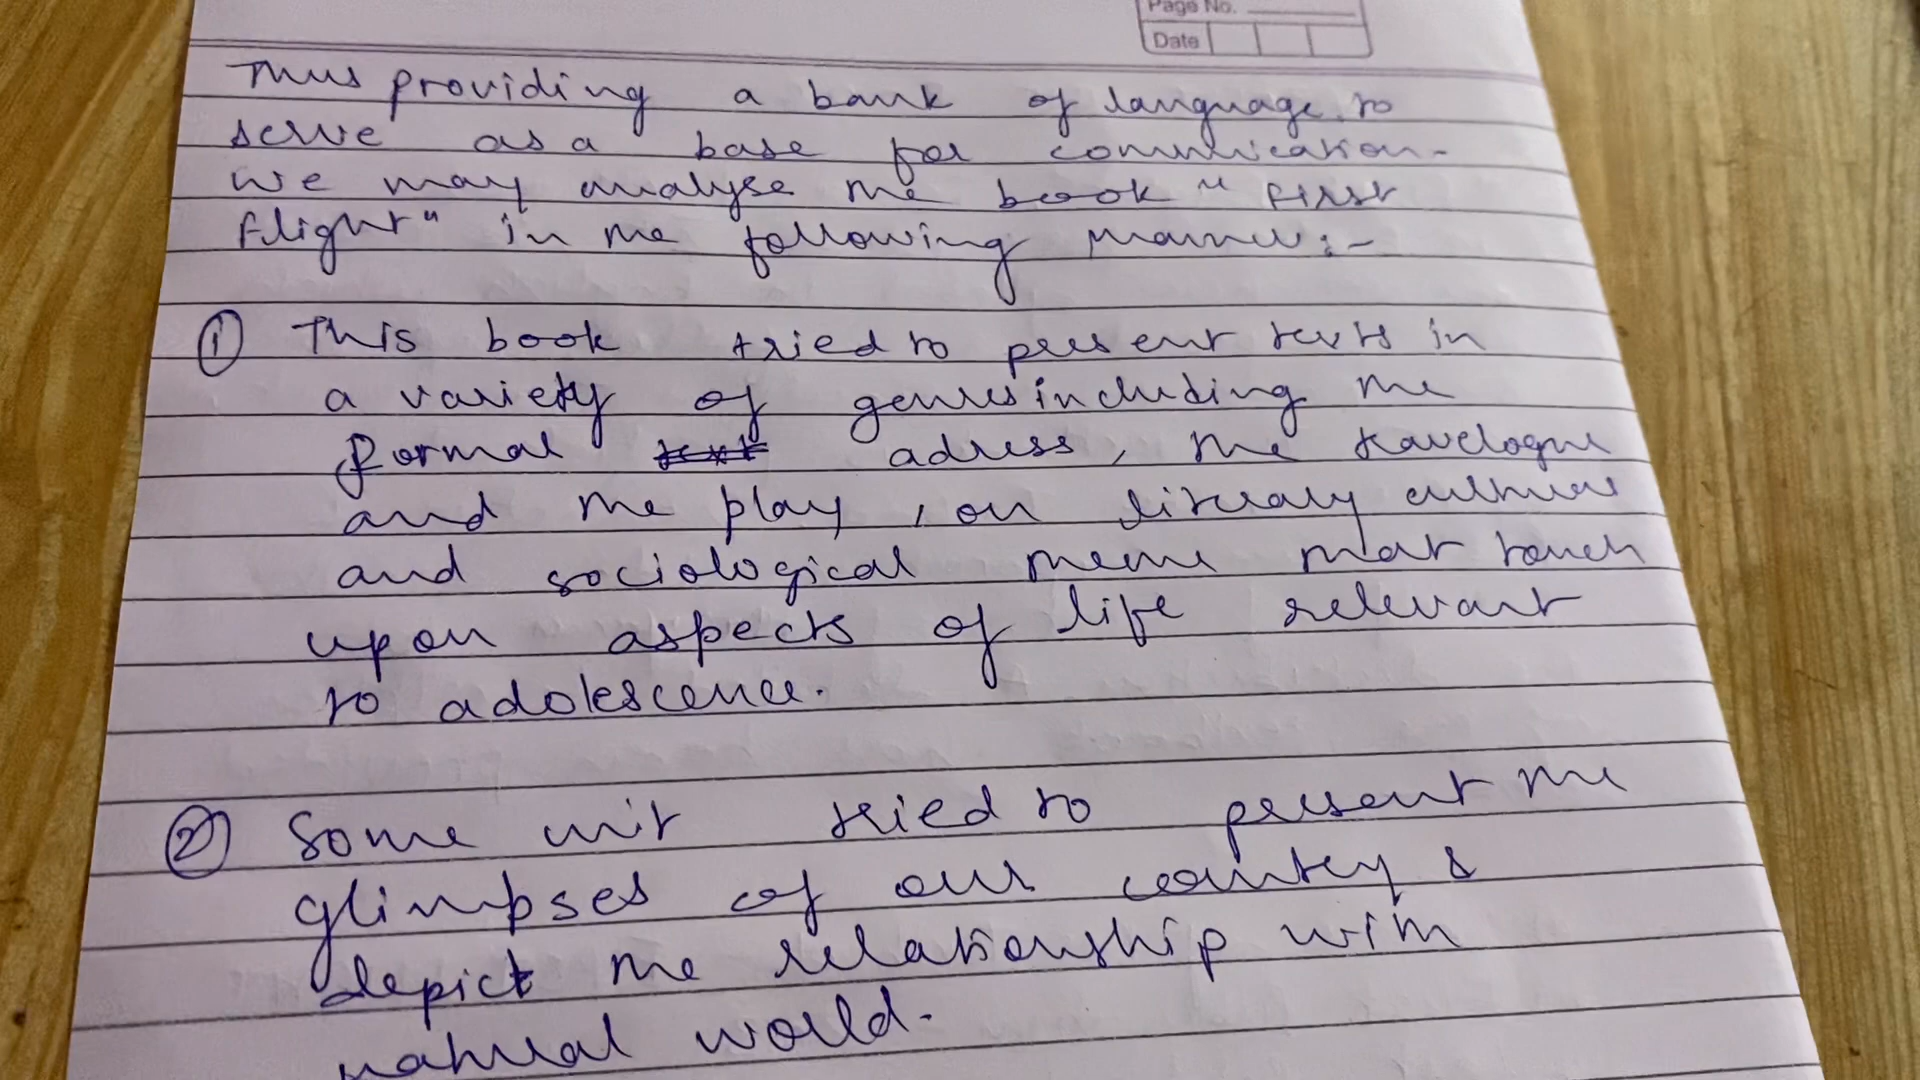 Page No.
Date
Thus providing a bank of language to
serve as a base for communication.
We may analyse the book "First
flight" in the following manner:-
① This book tried to present texts in
a variety of genres including the
formal adress, the travelogue
and the play, on literary culture
and sociological theme that touch
upon aspects of life relevant
to adolescence.
② Some unit tried to present the
glimpses of our country &
depict the relationship with
natural world.